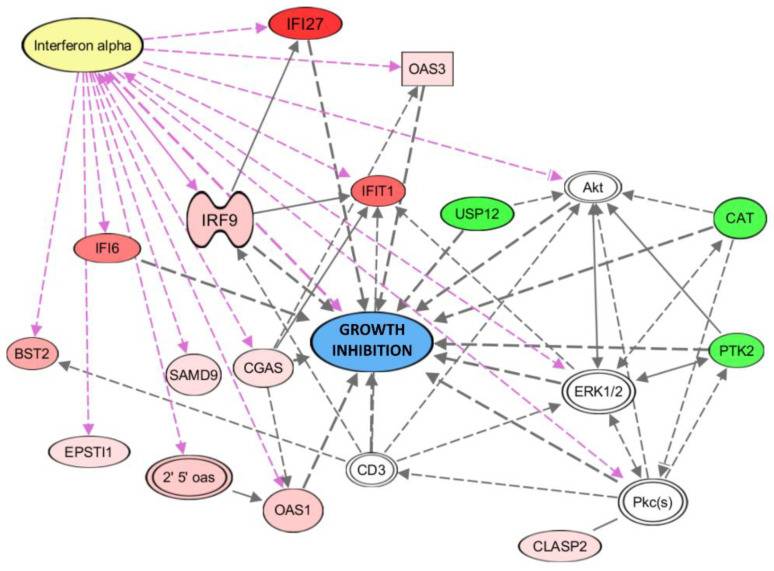 IFI27
Interferon alpha
OAS3
IFIT1
Akt
IRF9
USP12
CAT
IFI6
GROWTH
INHIBITION
BST2
SAMD9
CGAS
PTK2
ERK1/2
EPSTI1
2' 5' oas
CD3
OAS1
Pkc(s)
CLASP2